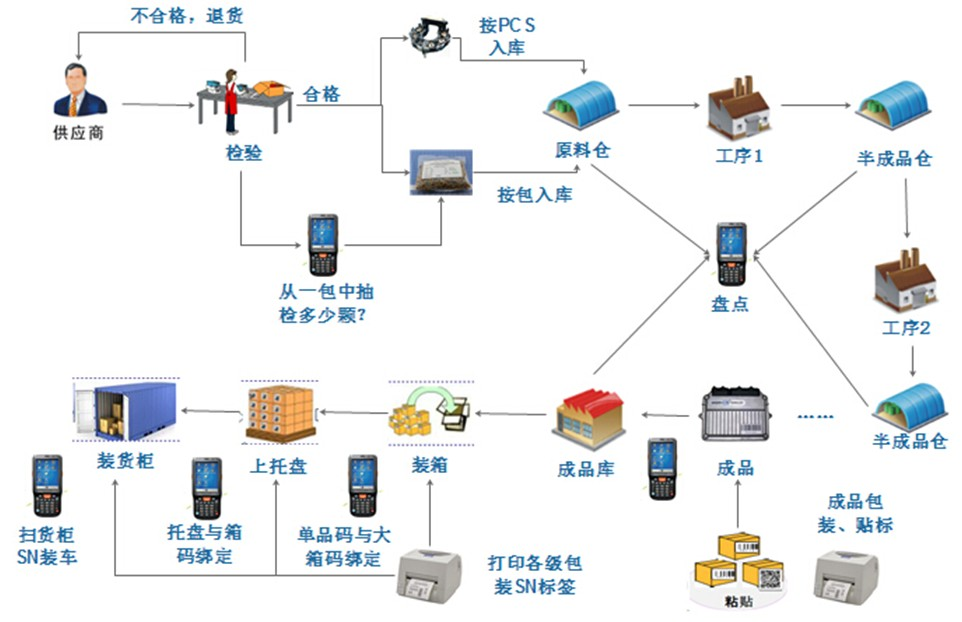 不合格，退货
供应商
检验
合格
按PCS
入库
按包入库
原料仓
工序1
半成品仓
从一包中抽
检多少颗？
盘点
工序2
半成品仓
装货柜
上托盘
装箱
成品库
成品
……
扫货柜
SN装车
托盘与箱
码绑定
单品码与大
箱码绑定
打印各级包
装SN标签
成品包
装、贴标
粘贴